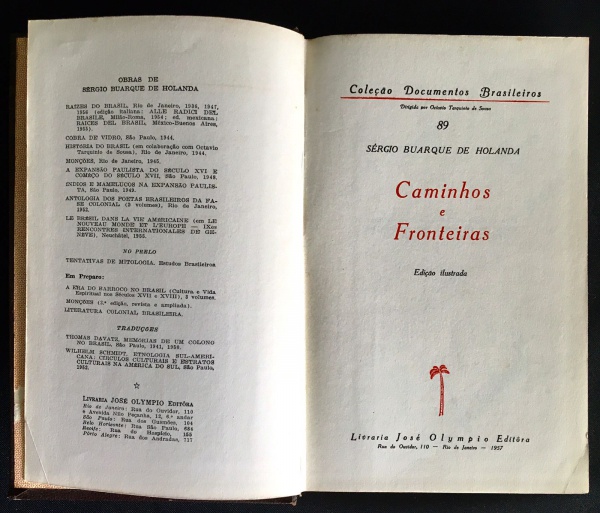 OBRAS DE
SÉRGIO BUARQUE DE HOLANDA
RAÍZES DO BRASIL, Rio de Janeiro, 1936, 1947,
1956 (edição italiana: ALLE RADICI DEL
BRASILE, Milão-Roma, 1954; ed. mexicana:
RAICES DEL BRASIL, México-Buenos Aires,
1955).
COBRA DE VIDRO, São Paulo, 1944.
HISTÓRIA DO BRASIL (em colaboração com Octavio
Tarquinio de Sousa), Rio de Janeiro, 1944.
MONÇÕES, Rio de Janeiro, 1945.
A EXPANSÃO PAULISTA DO SÉCULO XVI E
COMÊÇO DO SÉCULO XVII, São Paulo, 1948.
ÍNDIOS E MAMELUCOS NA EXPANSÃO PAULIS-
TA, São Paulo, 1949.
ANTOLOGIA DOS POETAS BRASILEIROS DA FA-
SE COLONIAL (2 volumes), Rio de Janeiro,
1952.
LE BRÉSIL DANS LA VIE AMERICAINE (em LE
NOUVEAU MONDE ET L'EUROPE — IXes
RENCONTRES INTERNATIONALES DE GE-
NÈVE), Neuchâtel, 1955.
NO PRELO
TENTATIVAS DE MITOLOGIA. Estudos Brasileiros
Em Preparo:
A ERA DO BARROCO NO BRASIL (Cultura e Vida
Espiritual nos Séculos XVII e XVIII), 2 volumes.
MONÇÕES (2.ª edição, revista e ampliada).
LITERATURA COLONIAL BRASILEIRA.
TRADUÇÕES
THOMAS DAVATZ, MEMÓRIAS DE UM COLONO
NO BRASIL, São Paulo, 1941, 1950.
WILHELM SCHMIDT, ETNOLOGIA SUL-AMERI-
CANA: CÍRCULOS CULTURAIS E ESTRATOS
CULTURAIS NA AMÉRICA DO SUL, São Paulo,
1952.
LIVRARIA JOSÉ OLYMPIO EDITÔRA
Rio de Janeiro: Rua do Ouvidor, 110
e Avenida Nilo Peçanha, 12, 6.º andar
São Paulo: Rua dos Gusmões, 104
Belo Horizonte: Rua São Paulo, 684
Recife: Rua do Hospício, 155
Pôrto Alegre: Rua dos Andradas, 717
Coleção Documentos Brasileiros
Dirigida por Octavio Tarquinio de Sousa
89
SÉRGIO BUARQUE DE HOLANDA
Caminhos
e
Fronteiras
Edição ilustrada
Livraria José Olympio Editôra
Rua do Ouvidor, 110 — Rio de Janeiro — 1957